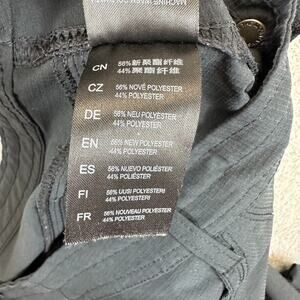 MACHINE WASH
CN 56%新聚酯纤维
44%聚酯纤维
CZ 56% NOVÉ POLYESTER
44% POLYESTER
DE 56% NEU POLYESTER
44% POLYESTER
EN 56% NEW POLYESTER
44% POLYESTER
ES 56% NUEVO POLIÉSTER
44% POLIÉSTER
FI 56% UUSI POLYESTERI
44% POLYESTERI
FR 56% NOUVEAU POLYESTER
44% POLYESTER